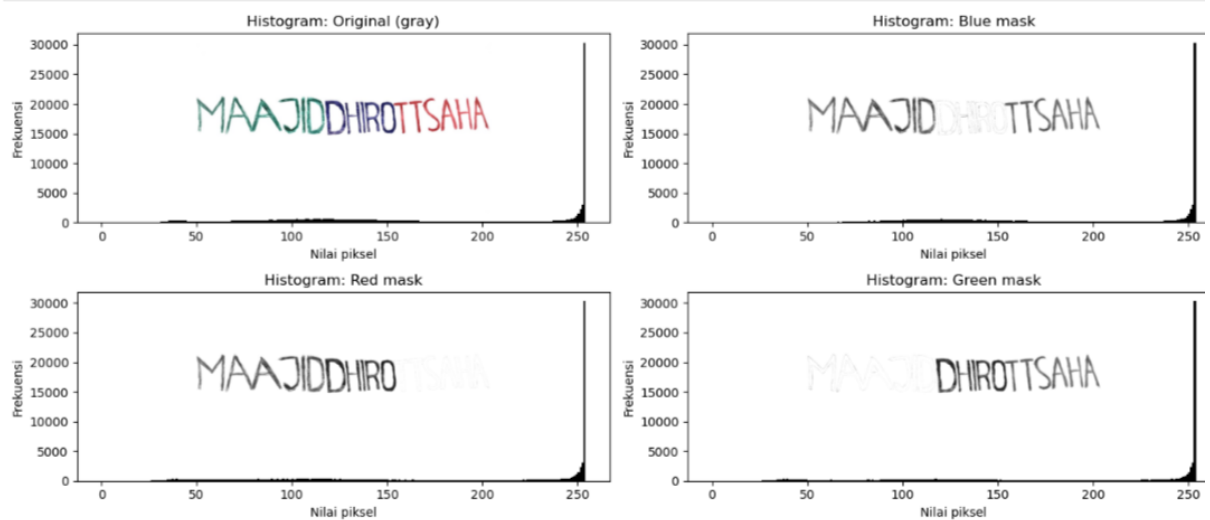 Histogram: Original (gray)
30000
25000
20000
15000
10000
5000
0
Frekuensi
MAAJIDDHIROTTSAHA
0 50 100 150 200 250
Nilai piksel
Histogram: Blue mask
30000
25000
20000
15000
10000
5000
0
Frekuensi
MAAJIDDHIROTTSAHA
0 50 100 150 200 250
Nilai piksel
Histogram: Red mask
30000
25000
20000
15000
10000
5000
0
Frekuensi
MAAJIDDHIROTTSAHA
0 50 100 150 200 250
Nilai piksel
Histogram: Green mask
30000
25000
20000
15000
10000
5000
0
Frekuensi
MAAJIDDHIROTTSAHA
0 50 100 150 200 250
Nilai piksel